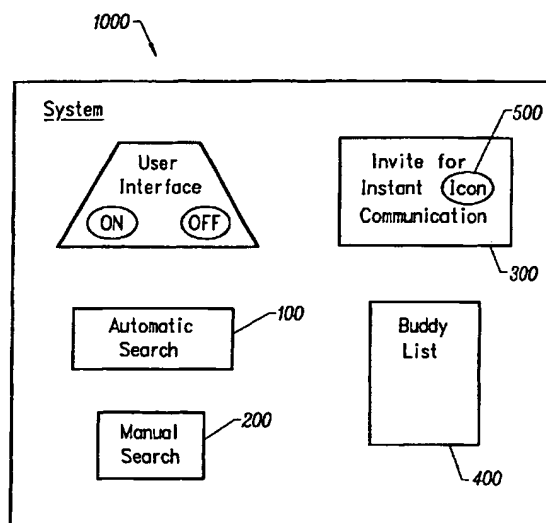 1000
System
500
User
Interface
ON
OFF
Invite for
Instant Icon
Communication
300
Automatic
Search
100
Buddy
List
Manual
Search
200
400